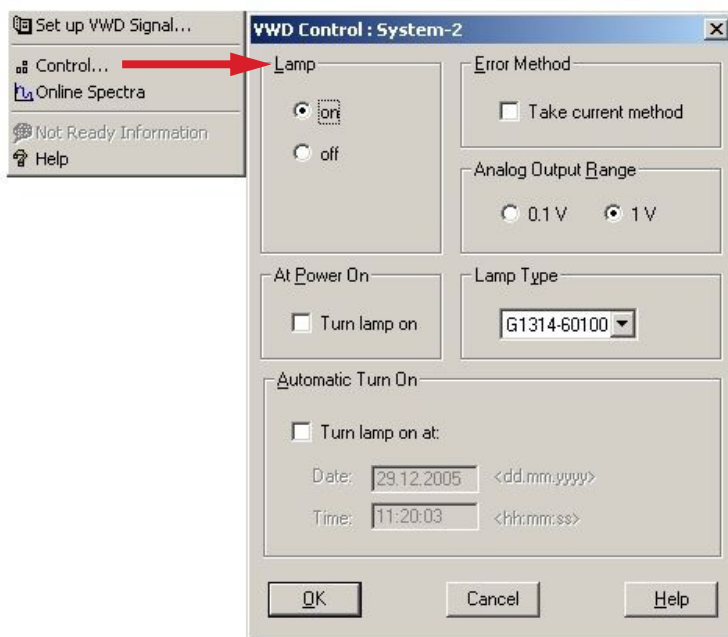 Set up VWD Signal...
Control...
Online Spectra
Not Ready Information
Help
VWD Control : System-2
Lamp
on
off
Error Method
Take current method
Analog Output Range
0.1 V 1 V
At Power On
Turn lamp on
Lamp Type
G1314-60100
Automatic Turn On
Turn lamp on at:
Date: 29.12.2005 <dd.mm.yyyy>
Time: 11:20:03 <hh:mm:ss>
OK Cancel Help